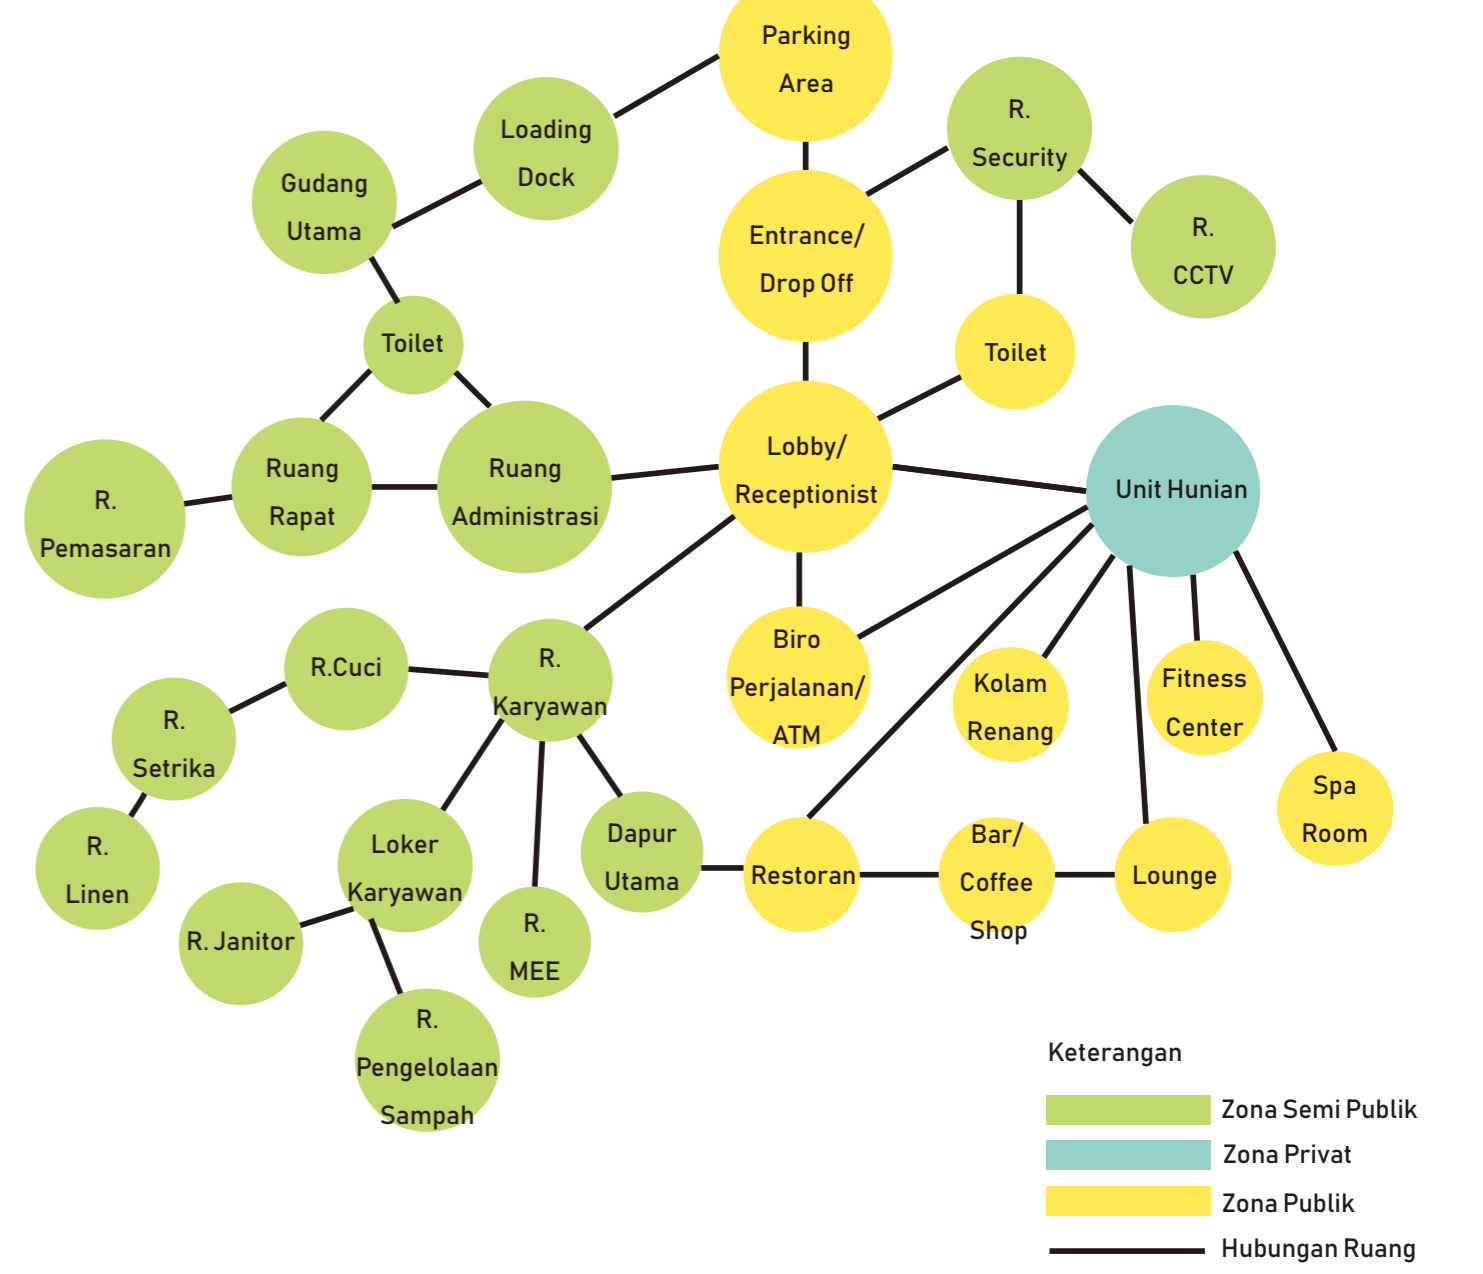 Parking
Area
R.
Security
Loading
Dock
Gudang
Utama
Entrance/
Drop Off
R.
CCTV
Toilet
Toilet
Lobby/
Receptionist
Unit Hunian
Ruang
Administrasi
Ruang
Rapat
R.
Pemasaran
Biro
Perjalanan/
ATM
R.
Karyawan
R.Cuci
R.
Setrika
R.
Linen
Kolam
Renang
Fitness
Center
Spa
Room
Loker
Karyawan
Dapur
Utama
Restoran
Bar/
Coffee
Shop
Lounge
R. Janitor
R.
MEE
R.
Pengelolaan
Sampah
Keterangan
Zona Semi Publik
Zona Privat
Zona Publik
Hubungan Ruang